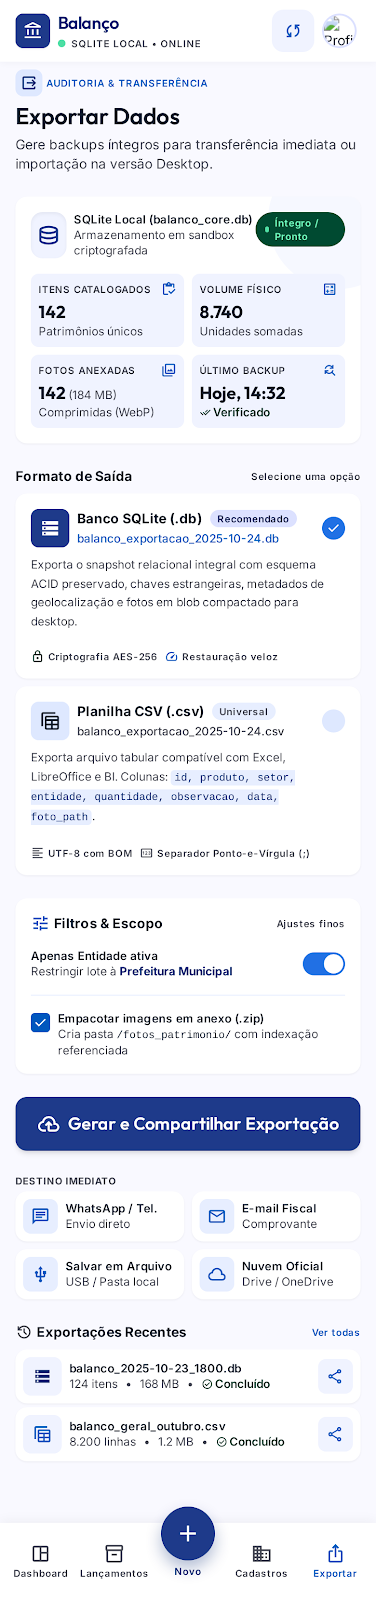 Balanço
SQLITE LOCAL • ONLINE
Profi
AUDITORIA & TRANSFERÊNCIA
Exportar Dados
Gere backups íntegros para transferência imediata ou
importação na versão Desktop.
SQLite Local (balanco_core.db)
Armazenamento em sandbox
criptografada
Íntegro /
Pronto
ITENS CATALOGADOS
142
Patrimônios únicos
VOLUME FÍSICO
8.740
Unidades somadas
FOTOS ANEXADAS
142 (184 MB)
Comprimidas (WebP)
ÚLTIMO BACKUP
Hoje, 14:32
Verificado
Formato de Saída
Selecione uma opção
Banco SQLite (.db) Recomendado
balanco_exportacao_2025-10-24.db
Exporta o snapshot relacional integral com esquema
ACID preservado, chaves estrangeiras, metadados de
geolocalização e fotos em blob compactado para
desktop.
Criptografia AES-256 Restauração veloz
Planilha CSV (.csv) Universal
balanco_exportacao_2025-10-24.csv
Exporta arquivo tabular compatível com Excel,
LibreOffice e BI. Colunas: id, produto, setor,
entidade, quantidade, observacao, data,
foto_path.
UTF-8 com BOM Separador Ponto-e-Vírgula (;)
Filtros & Escopo
Ajustes finos
Apenas Entidade ativa
Restringir lote à Prefeitura Municipal
Empacotar imagens em anexo (.zip)
Cria pasta /fotos_patrimonio/ com indexação
referenciada
Gerar e Compartilhar Exportação
DESTINO IMEDIATO
WhatsApp / Tel.
Envio direto
E-mail Fiscal
Comprovante
Salvar em Arquivo
USB / Pasta local
Nuvem Oficial
Drive / OneDrive
Exportações Recentes
Ver todas
balanco_2025-10-23_1800.db
124 itens • 168 MB • Concluído
balanco_geral_outubro.csv
8.200 linhas • 1.2 MB • Concluído
Dashboard
Lançamentos
Novo
Cadastros
Exportar